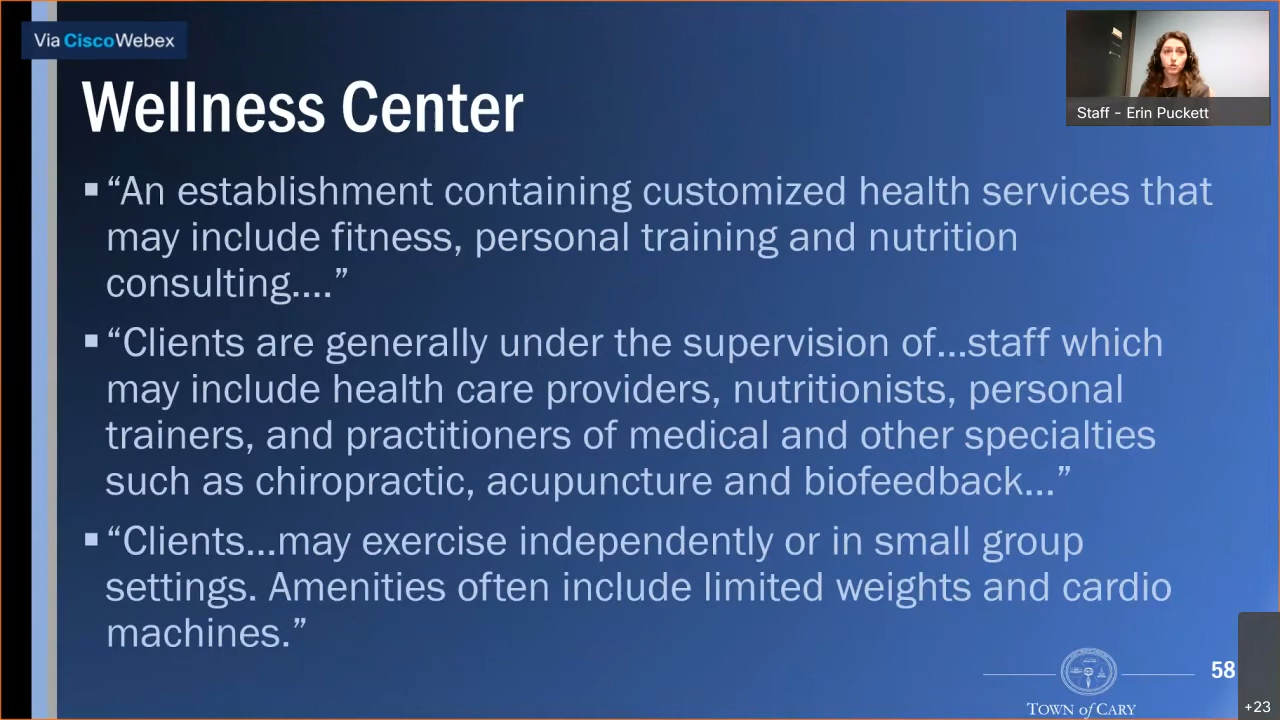 Via CiscoWebex
Staff - Erin Puckett
Wellness Center
▪ “An establishment containing customized health services that
may include fitness, personal training and nutrition
consulting....”
▪ “Clients are generally under the supervision of...staff which
may include health care providers, nutritionists, personal
trainers, and practitioners of medical and other specialties
such as chiropractic, acupuncture and biofeedback...”
▪ “Clients...may exercise independently or in small group
settings. Amenities often include limited weights and cardio
machines.”
58
TOWN of CARY
+23